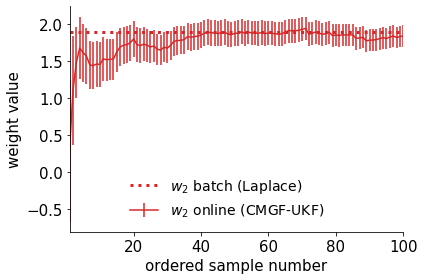 weight value
2.0
1.5
1.0
0.5
0.0
−0.5
w₂ batch (Laplace)
w₂ online (CMGF-UKF)
20 40 60 80 100
ordered sample number